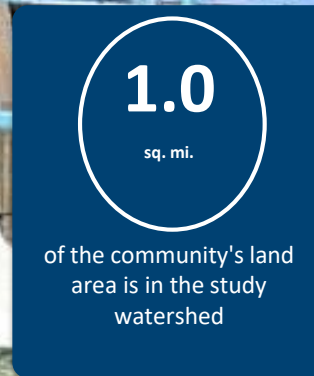 1.0
sq. mi.
of the community's land
area is in the study
watershed